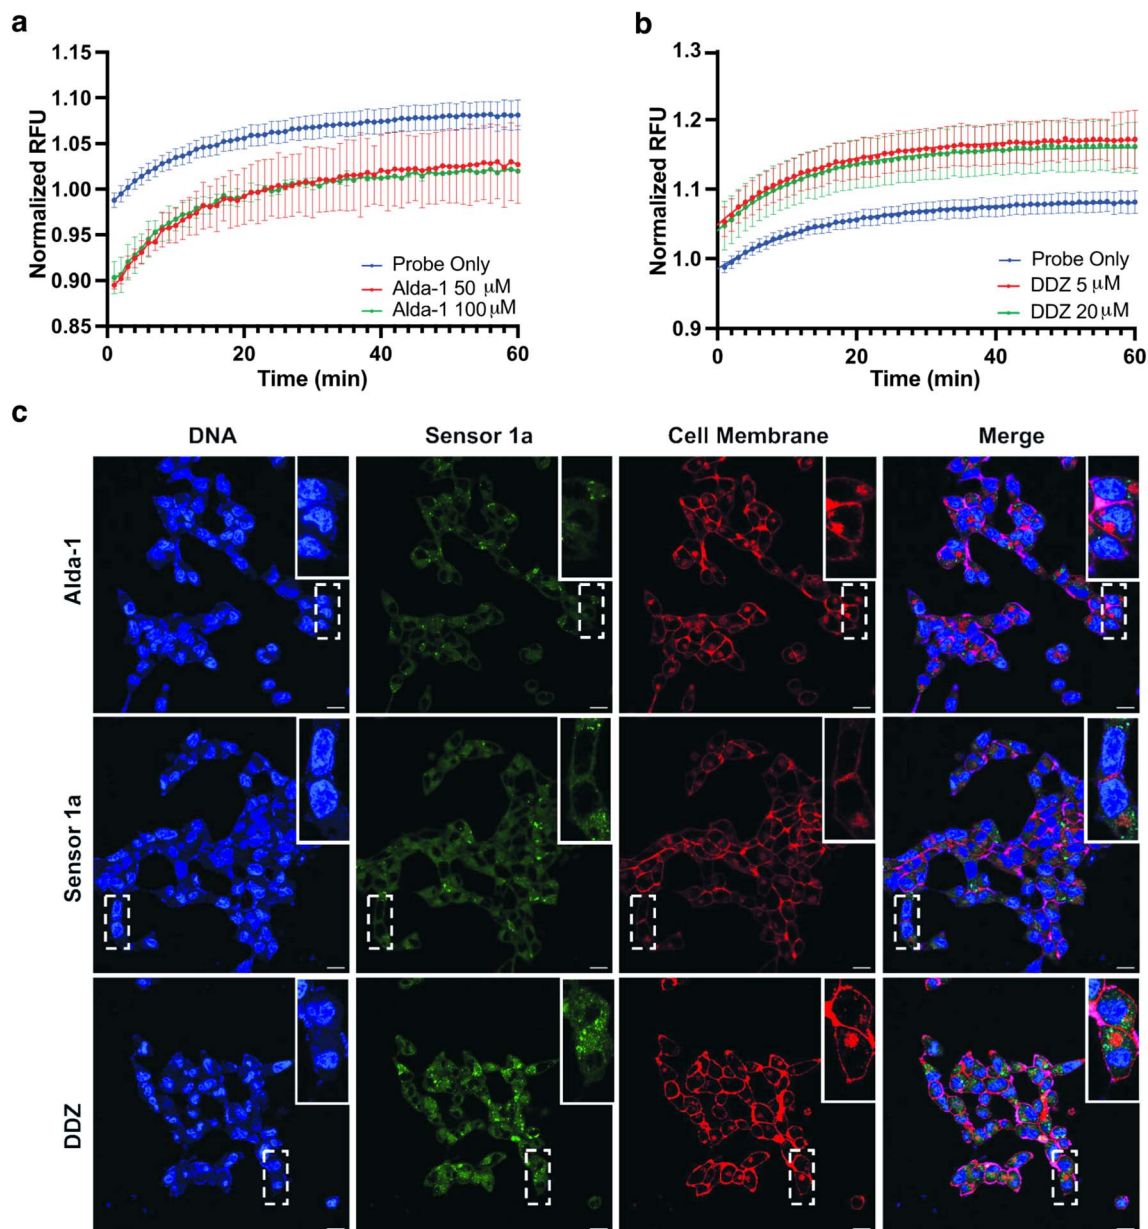 a
1.15
1.10
1.05
1.00
0.95
0.90
0.85
Normalized RFU
Probe Only
Alda-1 50 μM
Alda-1 100 μM
0
20
40
60
Time (min)
b
1.3
1.2
1.1
1.0
0.9
Normalized RFU
Probe Only
DDZ 5 μM
DDZ 20 μM
0
20
40
60
Time (min)
c
DNA
Sensor 1a
Cell Membrane
Merge
Alda-1
Sensor 1a
DDZ